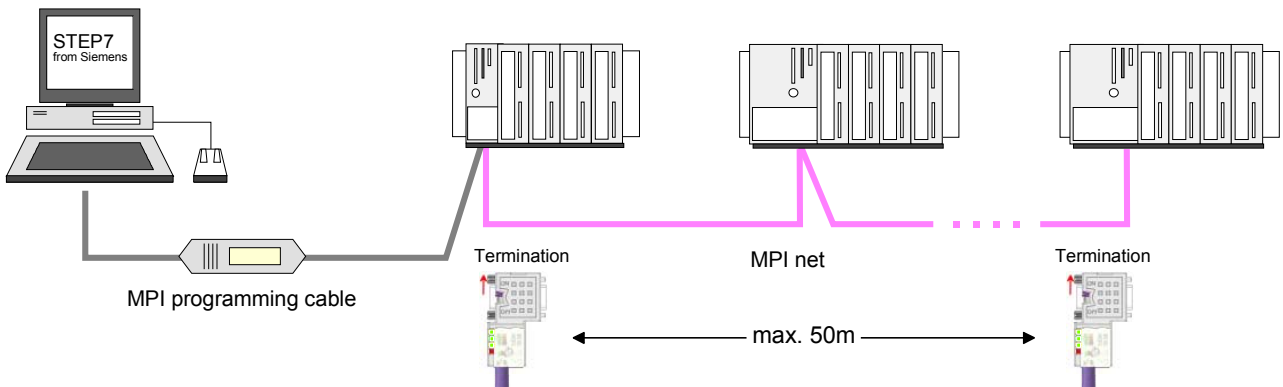 STEP7
from Siemens
Termination
MPI net
Termination
MPI programming cable
max. 50m